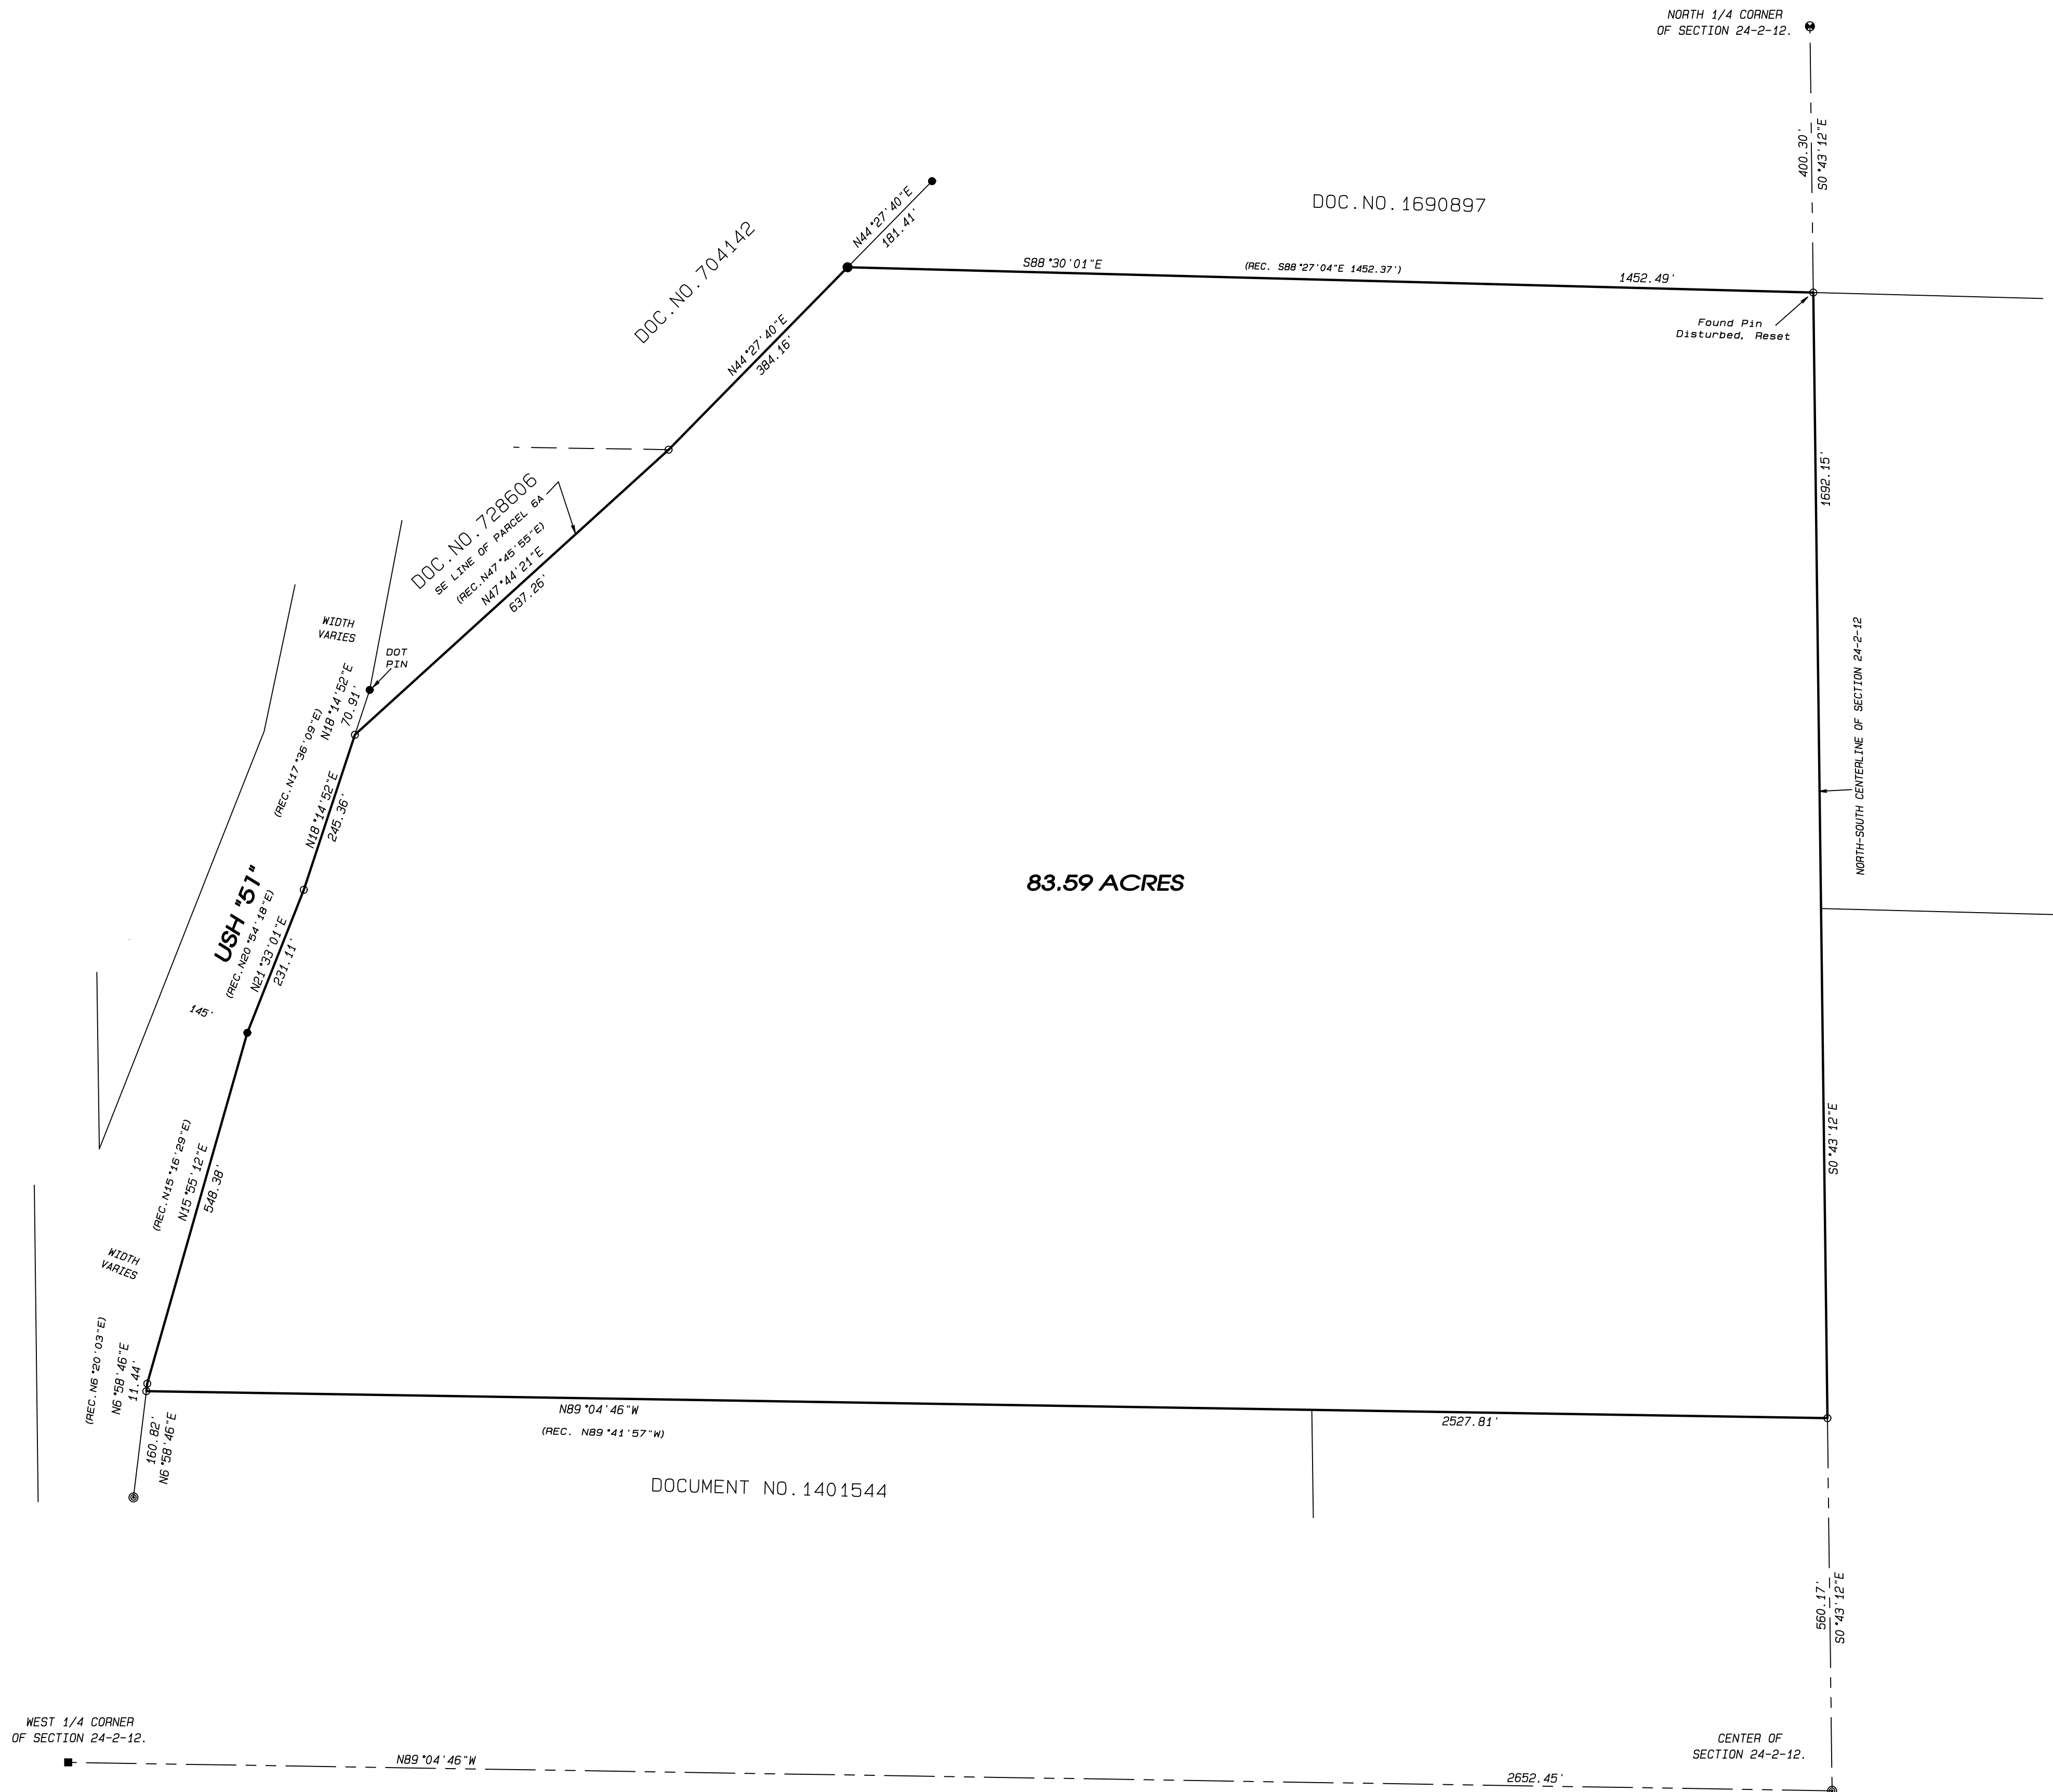 NORTH 1/4 CORNER
OF SECTION 24-2-12.
400.30'
S0°43'12"E
DOC.NO.1690897
N44°27'40"E
181.41'
DOC.NO.704142
S88°30'01"E
(REC. S88°27'04"E 1452.37')
1452.49'
Found Pin
Disturbed, Reset
N44°27'40"E
384.16'
1692.15'
DOC.NO.728606
SE LINE OF PARCEL 6A
(REC.N47°45'55"E)
N47°44'21"E
637.26'
WIDTH
VARIES
DOT
PIN
(REC.N17°36'09"E)
N18°14'52"E
70.91'
NORTH-SOUTH CENTERLINE OF SECTION 24-2-12
N18°14'52"E
245.36'
83.59 ACRES
USH "51"
(REC.N20°54'18"E)
N21°33'01"E
231.11'
145'
S0°43'12"E
(REC.N15°16'29"E)
N15°55'12"E
548.38'
WIDTH
VARIES
(REC.N6°20'03"E)
N6°58'46"E
11.44'
160.82'
N6°58'46"E
N89°04'46"W
(REC. N89°41'57"W)
2527.81'
DOCUMENT NO.1401544
560.17'
S0°43'12"E
WEST 1/4 CORNER
OF SECTION 24-2-12.
N89°04'46"W
CENTER OF
SECTION 24-2-12.
2652.45'